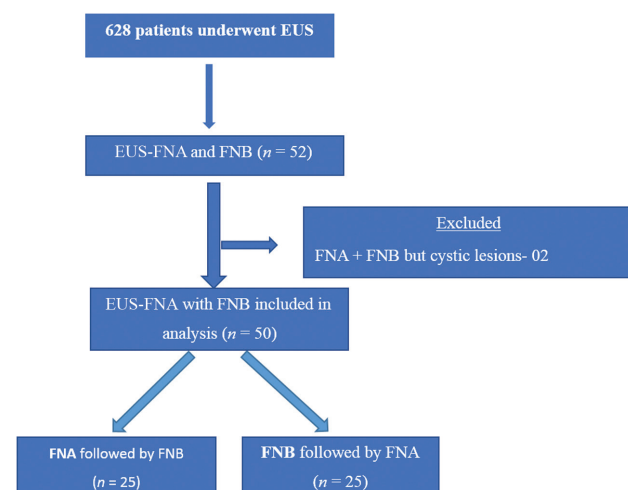 628 patients underwent EUS
EUS-FNA and FNB (n = 52)
Excluded
FNA + FNB but cystic lesions- 02
EUS-FNA with FNB included in
analysis (n = 50)
FNA followed by FNB
(n = 25)
FNB followed by FNA
(n = 25)